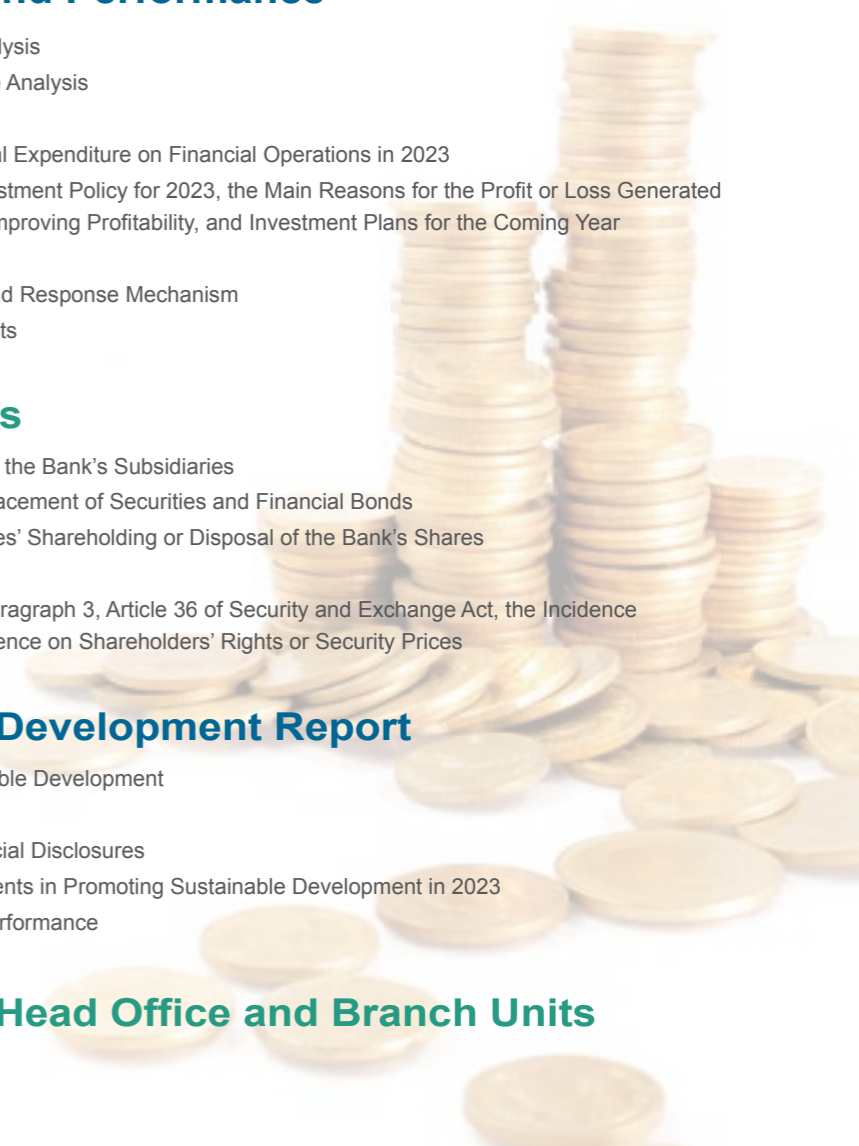 nd Performance
lysis
Analysis
l Expenditure on Financial Operations in 2023
stment Policy for 2023, the Main Reasons for the Profit or Loss Generated
mproving Profitability, and Investment Plans for the Coming Year
d Response Mechanism
ts
s
the Bank’s Subsidiaries
acement of Securities and Financial Bonds
es’ Shareholding or Disposal of the Bank’s Shares
ragraph 3, Article 36 of Security and Exchange Act, the Incidence
ence on Shareholders’ Rights or Security Prices
Development Report
ble Development
cial Disclosures
ents in Promoting Sustainable Development in 2023
rformance
Head Office and Branch Units